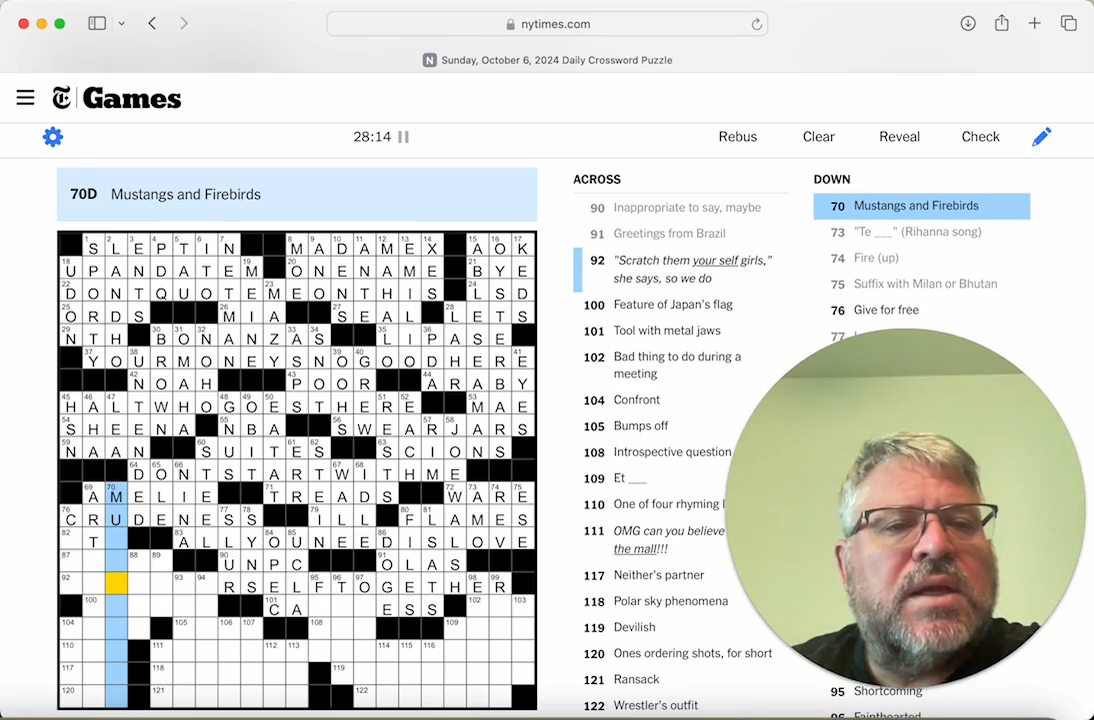 nytimes.com
N Sunday, October 6, 2024 Daily Crossword Puzzle
Games
28:14
Rebus
Clear
Reveal
Check
70D Mustangs and Firebirds
SLEPTIN MADAMEX AOK
UPANDATEM ONENAME BYE
DONTQUOTEMEONTHIS LSD
ORDS MIA SEAL LETS
NTH BONANZAS LIPASE
YOURMONEYSNOGOODHERE
NOAH POOR ARABY
HALTWHOGOESTHERE MAE
SHEENA NBA SWEARJARS
NAAN SUITES SCIONS
DONTSTARTWITHME
AMELIE TREADS WARE
CRUDENESS ILL FLAMES
T ALLYOUNEEDISLOVE
UNPC OLAS
RSELFTOGETHER
CA ESS
ACROSS
90 Inappropriate to say, maybe
91 Greetings from Brazil
92 "Scratch them your self girls,"
she says, so we do
100 Feature of Japan's flag
101 Tool with metal jaws
102 Bad thing to do during a
meeting
104 Confront
105 Bumps off
108 Introspective question
109 Et ___
110 One of four rhyming
111 OMG can you believe
the mall!!!
117 Neither's partner
118 Polar sky phenomena
119 Devilish
120 Ones ordering shots, for short
121 Ransack
122 Wrestler's outfit
DOWN
70 Mustangs and Firebirds
73 "Te ___" (Rihanna song)
74 Fire (up)
75 Suffix with Milan or Bhutan
76 Give for free
77
95 Shortcoming
96 Fainthearted